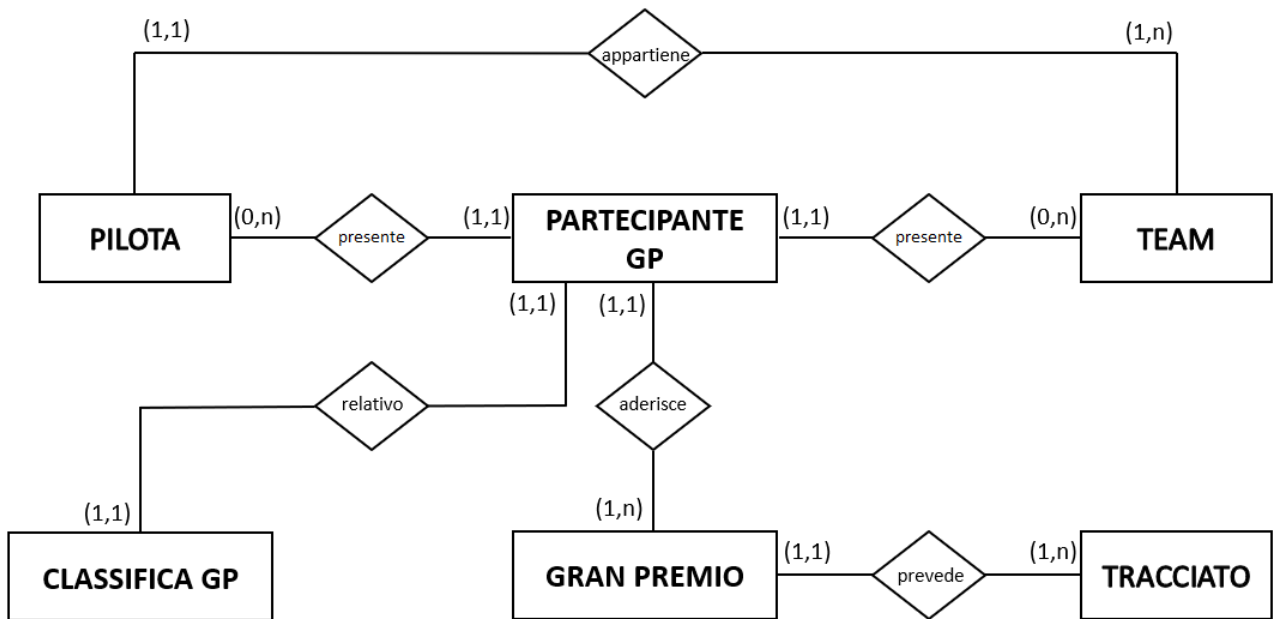 (1,1)
appartiene
(1,n)
PILOTA
(0,n)
presente
(1,1)
PARTECIPANTE
GP
(1,1)
presente
(0,n)
TEAM
(1,1)
(1,1)
relativo
aderisce
(1,1)
(1,n)
CLASSIFICA GP
GRAN PREMIO
(1,1)
prevede
(1,n)
TRACCIATO